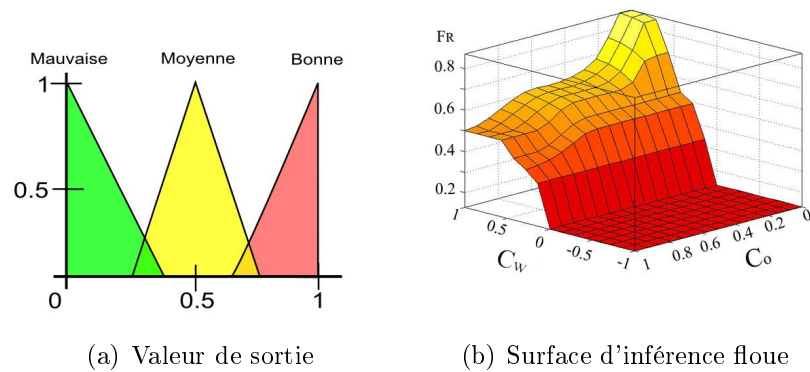 Mauvaise Moyenne Bonne
1
0.5
0 0.5 1
FR
0.8
0.6
0.4
0.2
1 0.5 0 -0.5 -1
CW
1 0.8 0.6 0.4 0.2 0
Co
(a) Valeur de sortie
(b) Surface d'inférence floue